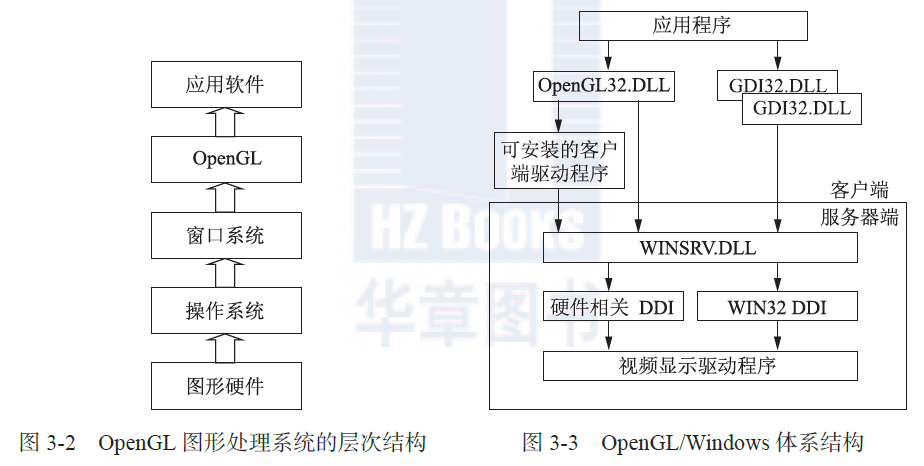 应用软件
OpenGL
窗口系统
操作系统
图形硬件
图 3-2 OpenGL 图形处理系统的层次结构
应用程序
OpenGL32.DLL
GDI32.DLL
GDI32.DLL
可安装的客户
端驱动程序
客户端
服务器端
WINSRV.DLL
硬件相关 DDI
WIN32 DDI
视频显示驱动程序
图 3-3 OpenGL/Windows 体系结构
HZ Books
华章图书